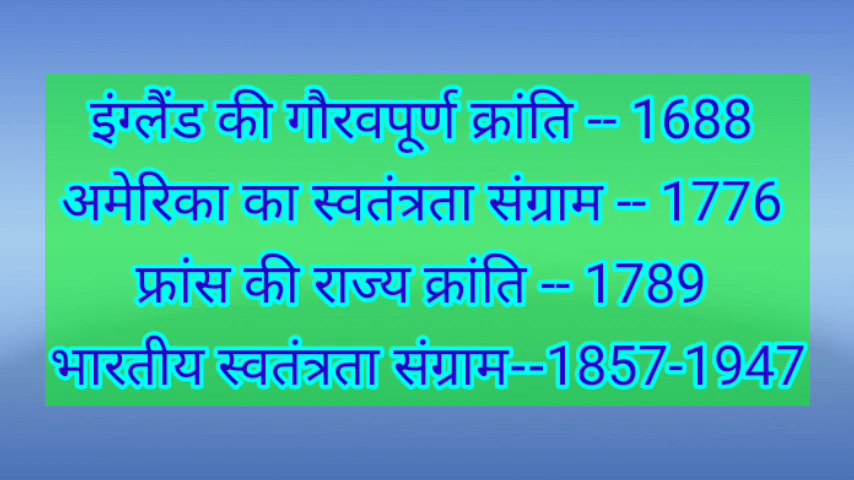 इंग्लैंड की गौरवपूर्ण क्रांति -- 1688
अमेरिका का स्वतंत्रता संग्राम -- 1776
फ्रांस की राज्य क्रांति -- 1789
भारतीय स्वतंत्रता संग्राम--1857-1947